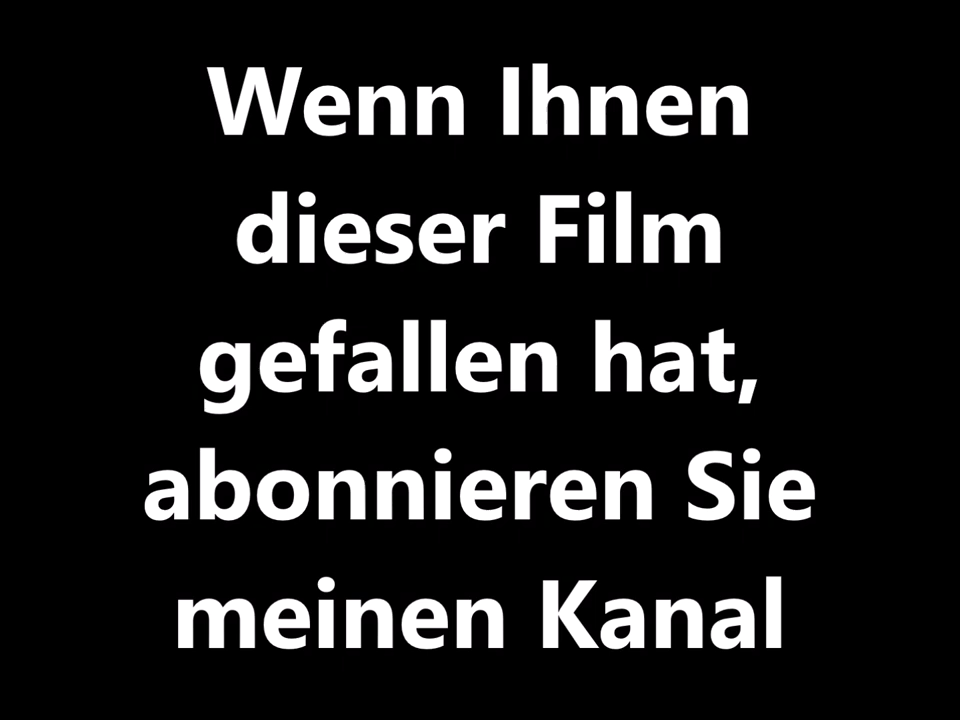 Wenn Ihnen
dieser Film
gefallen hat,
abonnieren Sie
meinen Kanal